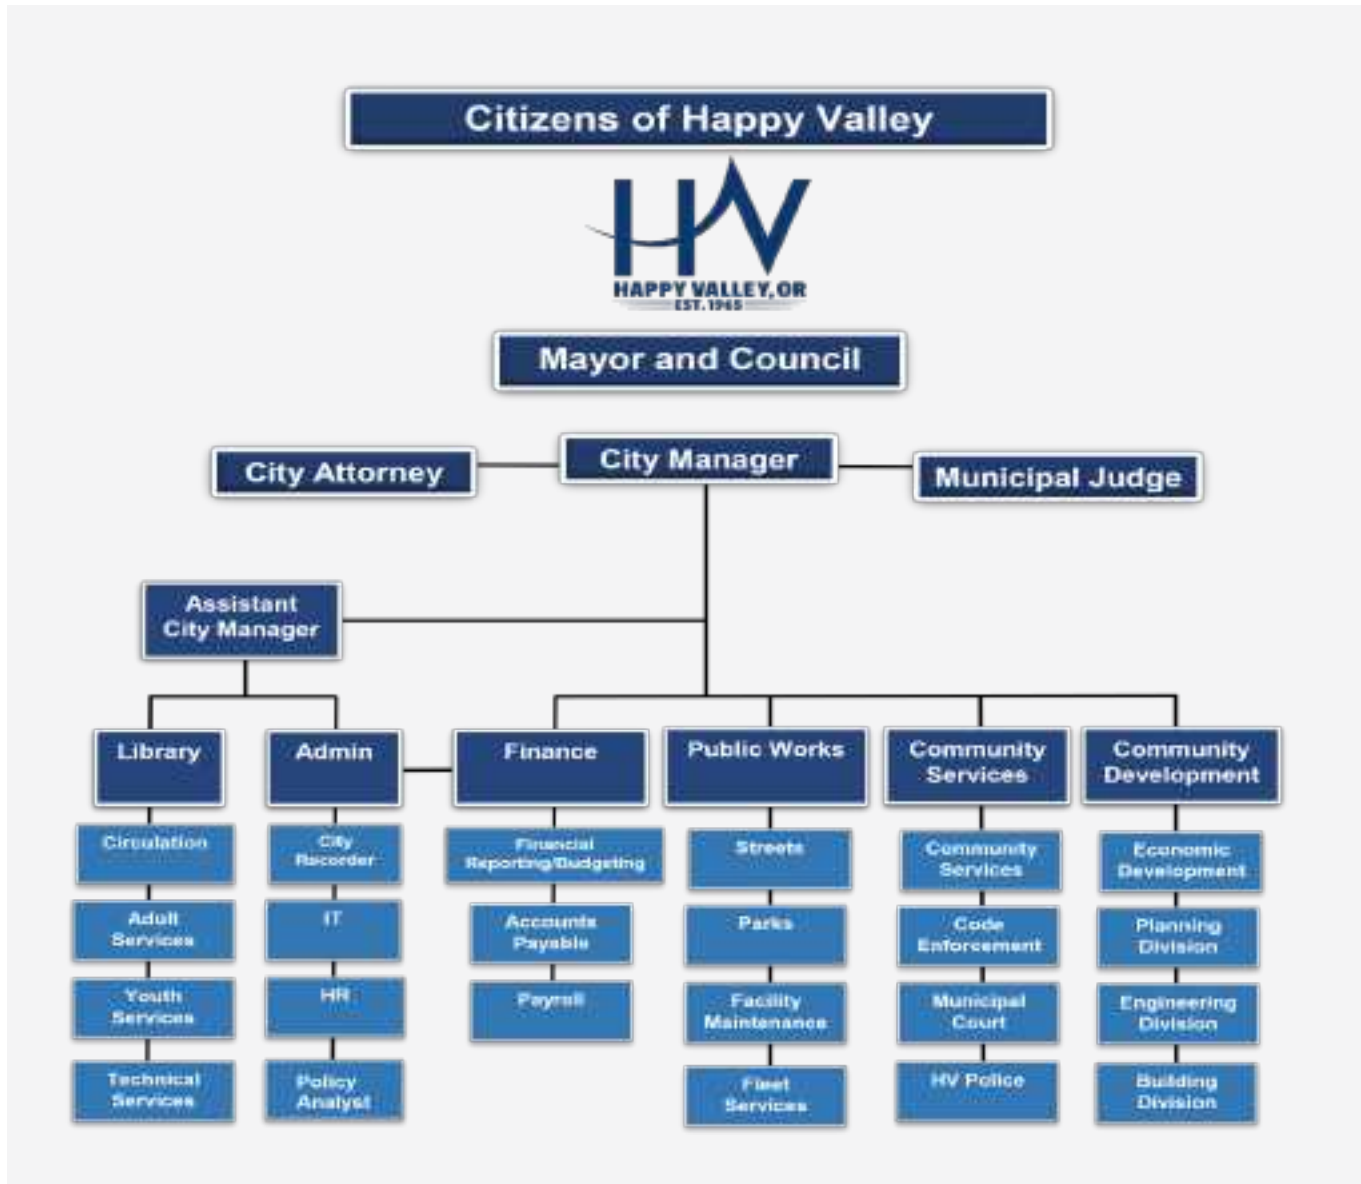 Citizens of Happy Valley
HV
HAPPY VALLEY, OR
EST. 1965
Mayor and Council
City Attorney
City Manager
Municipal Judge
Assistant
City Manager
Library
Admin
Finance
Public Works
Community
Services
Community
Development
Circulation
Adult
Services
Youth
Services
Technical
Services
City
Recorder
IT
HR
Policy
Analyst
Financial
Reporting/Budgeting
Accounts
Payable
Payroll
Streets
Parks
Facility
Maintenance
Fleet
Services
Community
Services
Code
Enforcement
Municipal
Court
HV Police
Economic
Development
Planning
Division
Engineering
Division
Building
Division